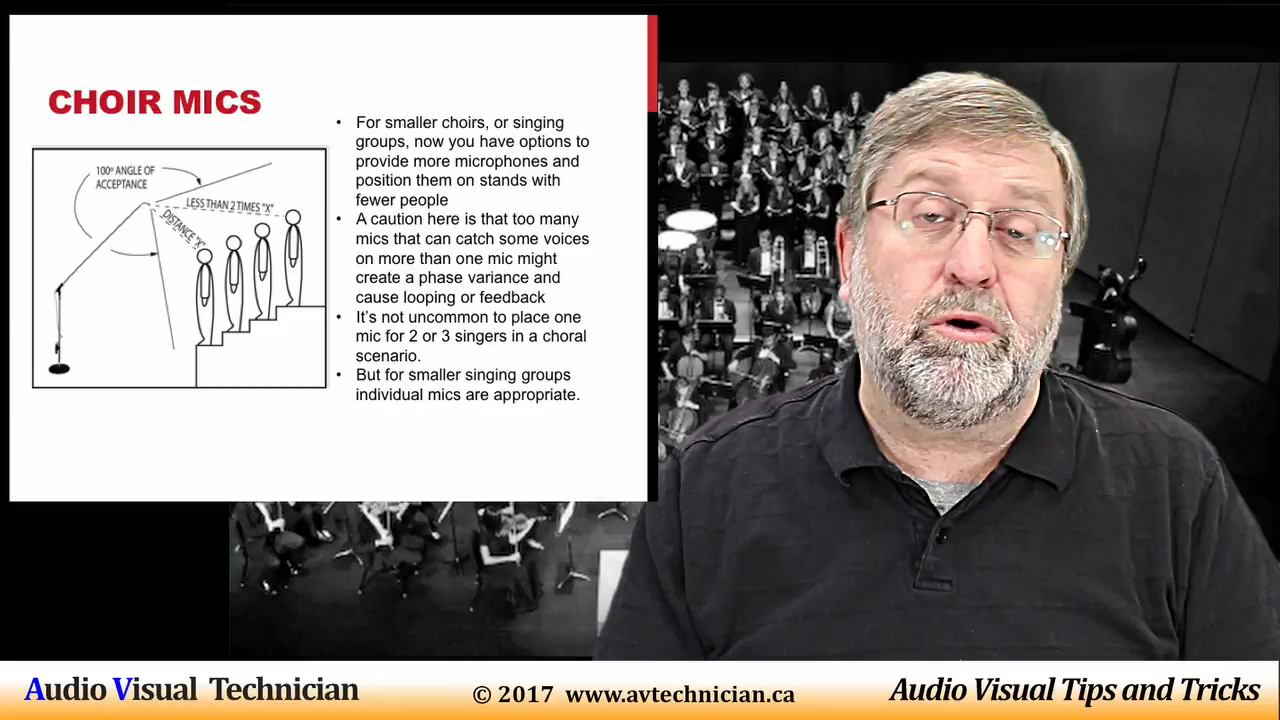 CHOIR MICS
100º ANGLE OF
ACCEPTANCE
LESS THAN 2 TIMES "X"
DISTANCE "X"
• For smaller choirs, or singing
groups, now you have options to
provide more microphones and
position them on stands with
fewer people
• A caution here is that too many
mics that can catch some voices
on more than one mic might
create a phase variance and
cause looping or feedback
• It's not uncommon to place one
mic for 2 or 3 singers in a choral
scenario.
• But for smaller singing groups
individual mics are appropriate.
Audio Visual Technician
© 2017 www.avtechnician.ca
Audio Visual Tips and Tricks